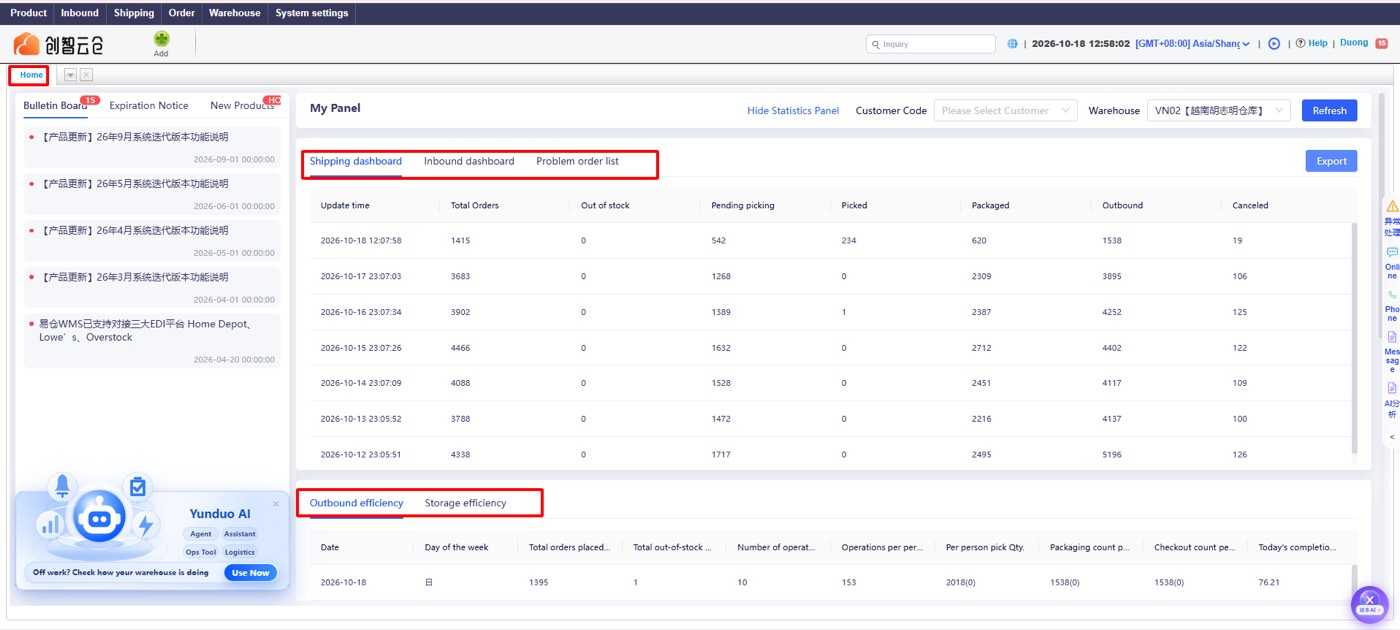 Product Inbound Shipping Order Warehouse System settings
创智云仓
Add
Inquiry
2026-10-18 12:58:02 [GMT+08:00] Asia/Shang
Help Duong 15
Home
Bulletin Board 15 Expiration Notice New Products
【产品更新】26年9月系统迭代版本功能说明
2026-09-01 00:00:00
【产品更新】26年5月系统迭代版本功能说明
2026-06-01 00:00:00
【产品更新】26年4月系统迭代版本功能说明
2026-05-01 00:00:00
【产品更新】26年3月系统迭代版本功能说明
2026-04-01 00:00:00
易仓WMS已支持对接三大EDI平台 Home Depot、
Lowe’s、Overstock
2026-04-20 00:00:00
Yunduo AI
Agent Assistant
Ops Tool Logistics
Off work? Check how your warehouse is doing Use Now
My Panel
Hide Statistics Panel Customer Code Please Select Customer Warehouse VN02【越南胡志明仓库】 Refresh
Shipping dashboard Inbound dashboard Problem order list
Export
Update time Total Orders Out of stock Pending picking Picked Packaged Outbound Canceled
2026-10-18 12:07:58 1415 0 542 234 620 1538 19
2026-10-17 23:07:03 3683 0 1268 0 2309 3895 106
2026-10-16 23:07:34 3902 0 1389 1 2387 4252 125
2026-10-15 23:07:26 4466 0 1632 0 2712 4402 122
2026-10-14 23:07:09 4088 0 1528 0 2451 4117 109
2026-10-13 23:05:52 3788 0 1472 0 2216 4137 100
2026-10-12 23:05:51 4338 0 1717 0 2495 5196 126
Outbound efficiency Storage efficiency
Date Day of the week Total orders placed... Total out-of-stock ... Number of operat... Operations per per... Per person pick Qty. Packaging count p... Checkout count pe... Today's completio...
2026-10-18 日 1395 1 10 153 2018(0) 1538(0) 1538(0) 76.21
异常
处理
Onli
ne
Pho
ne
Mes
sag
e
AI分
析